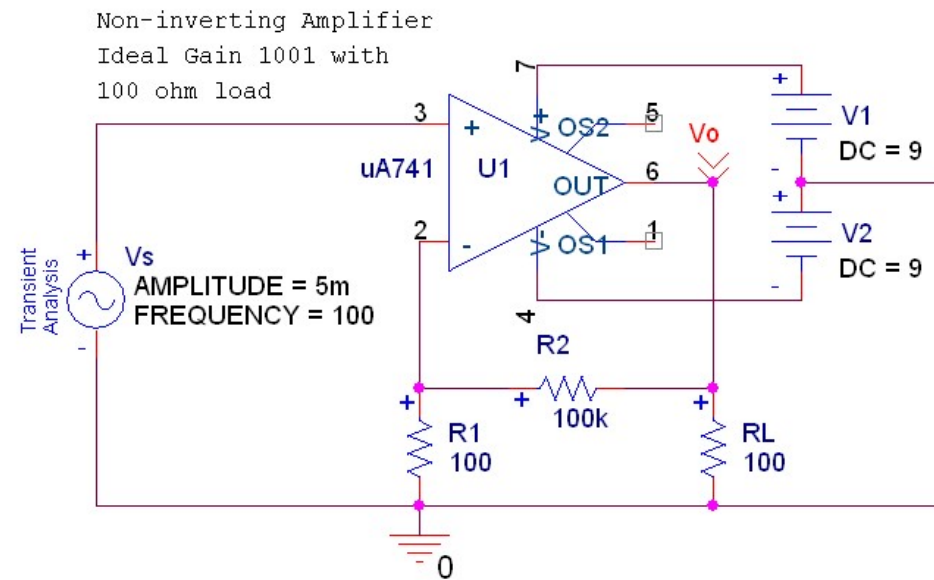 Non-inverting Amplifier
Ideal Gain 1001 with
100 ohm load
7
3
+
V+
OS2
5
Vo
+
V1
DC = 9
-
uA741
U1
OUT
6
2
-
V-
OS1
1
+
V2
DC = 9
-
4
Transient
Analysis
+
Vs
AMPLITUDE = 5m
FREQUENCY = 100
-
R2
+
100k
+
R1
100
+
RL
100
0